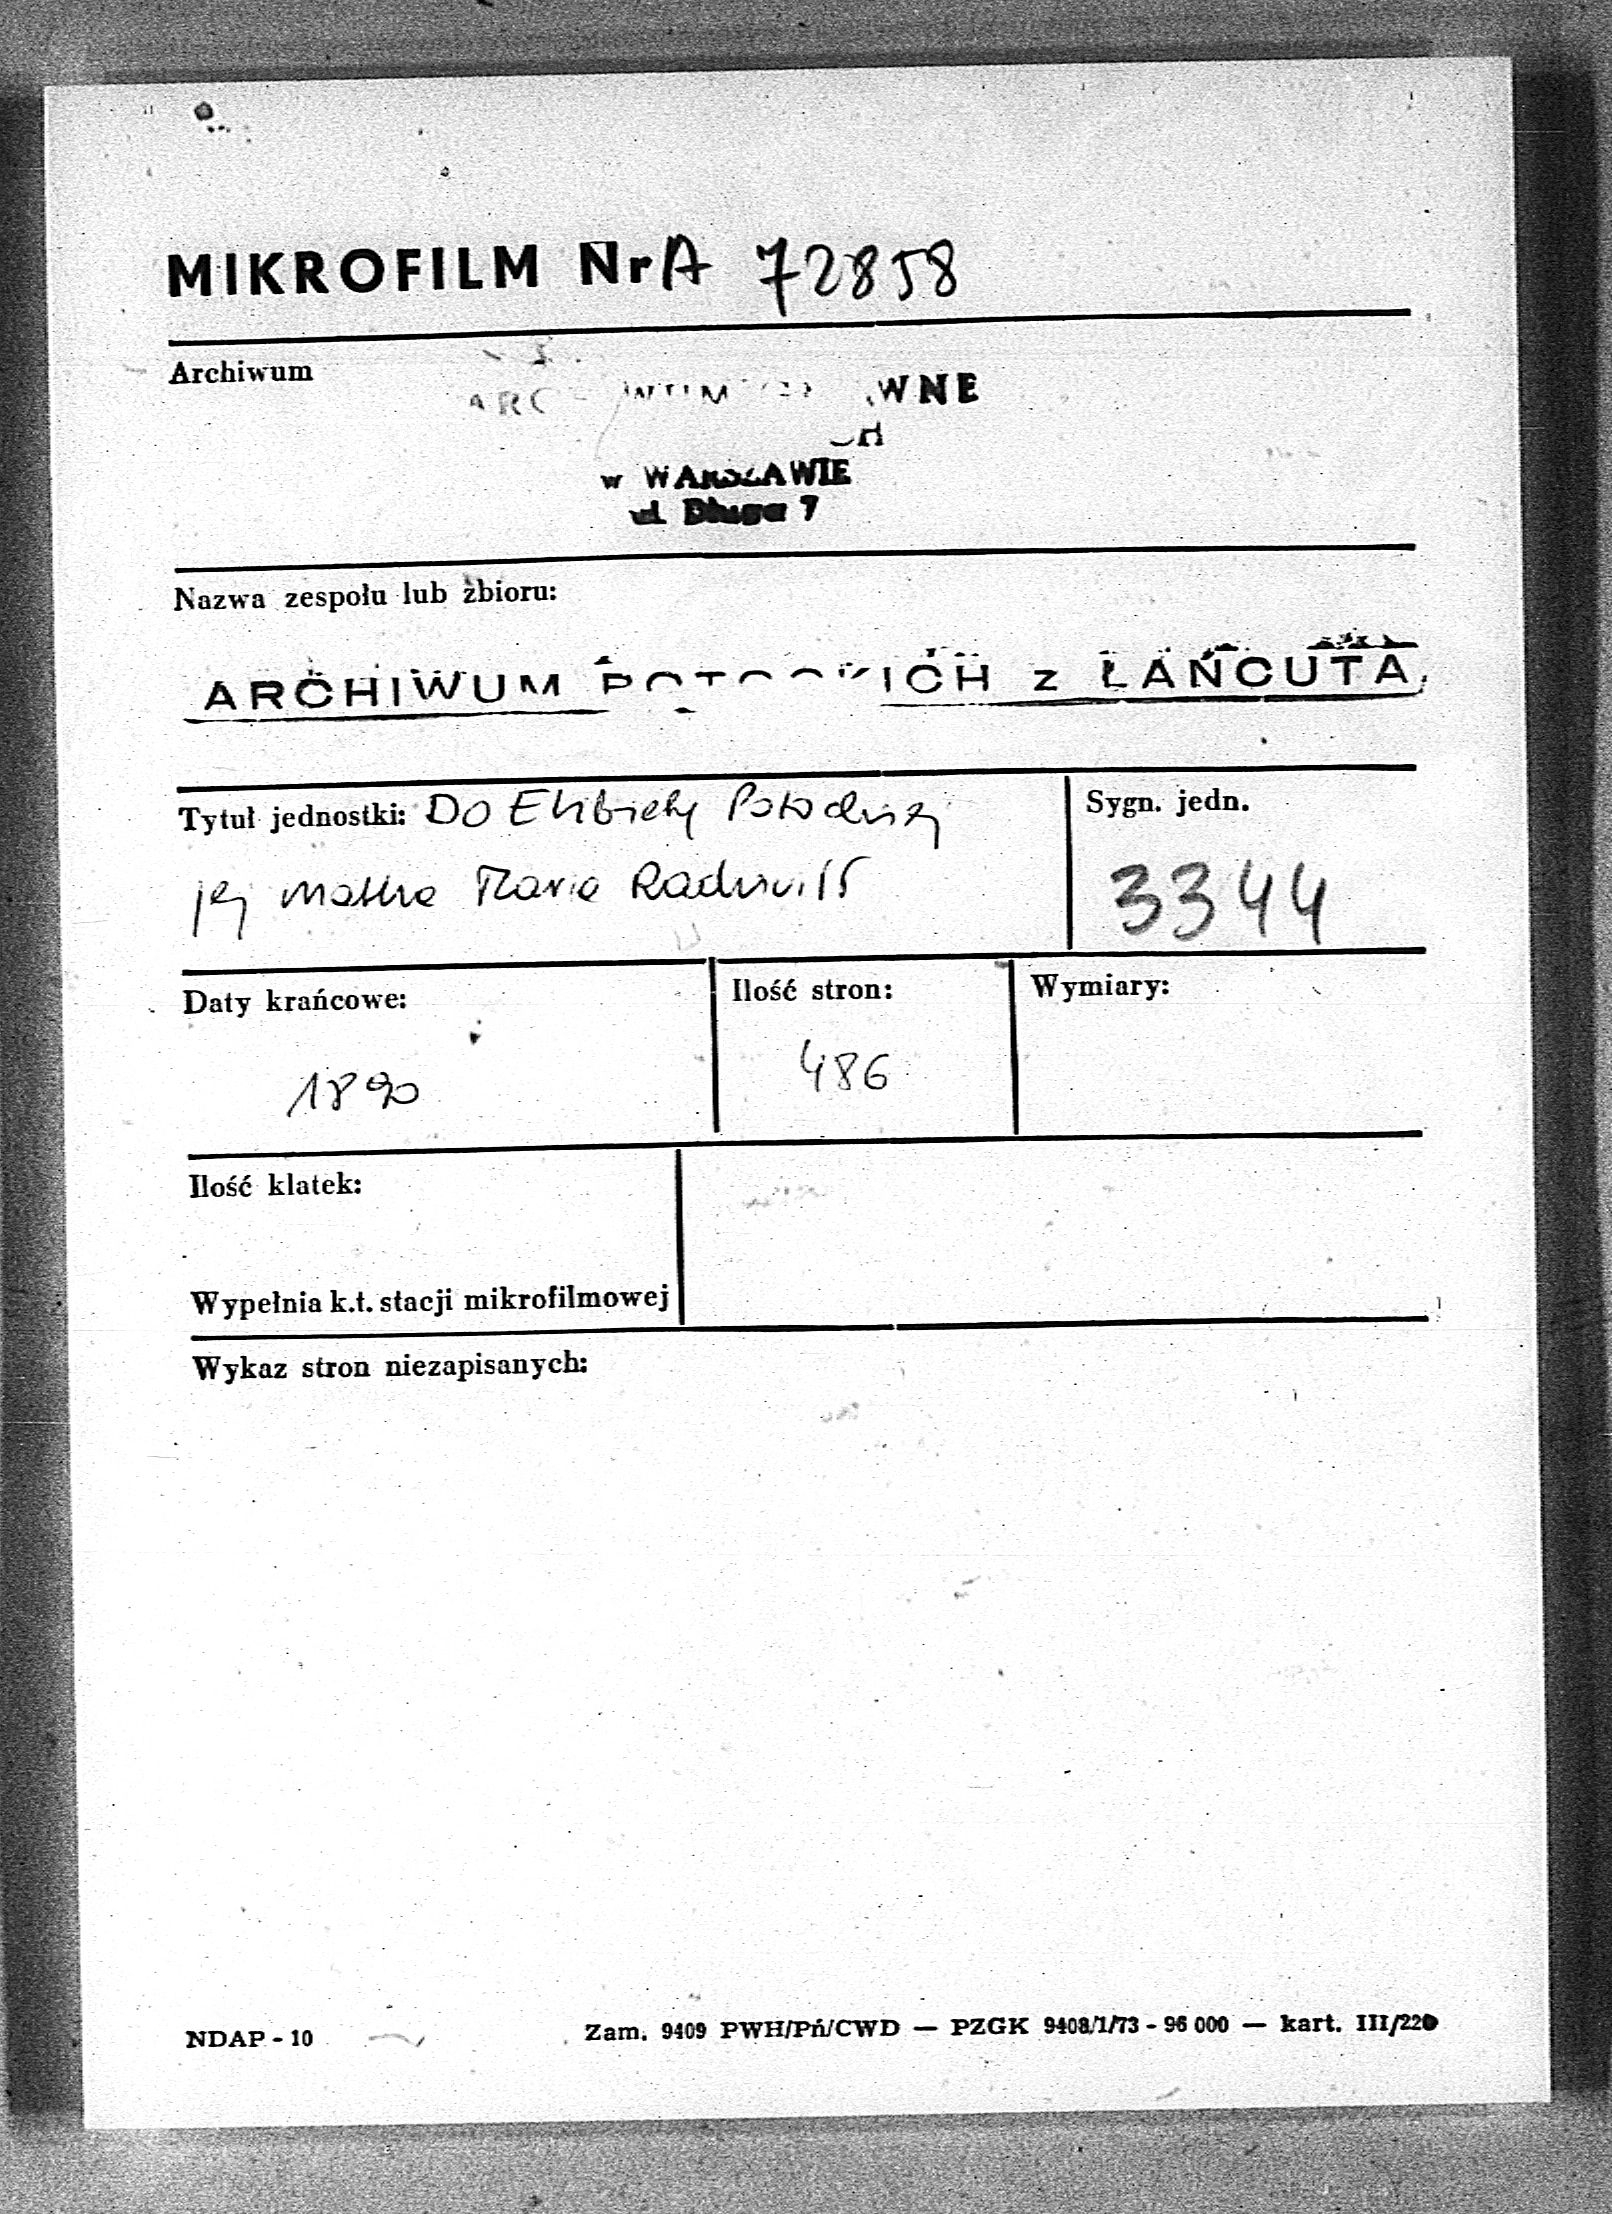 MIKROFILM Nr A 72858
Archiwum
WNE
w WARSZAWIE
ul. Długa 7
Nazwa zespołu lub zbioru:
ARCHIWUM POTOCKICH z ŁAŃCUTA
Tytuł jednostki: DO Elżbiety Potockiej
Sygn. jedn.
jej matka Maria Radziwiłł
3344
Daty krańcowe:
Ilość stron:
Wymiary:
1890
486
Ilość klatek:
Wypełnia k.t. stacji mikrofilmowej
Wykaz stron niezapisanych:
NDAP - 10
Zam. 9409 PWH/Pń/CWD — PZGK 9408/1/73 - 96 000 — kart. III/220